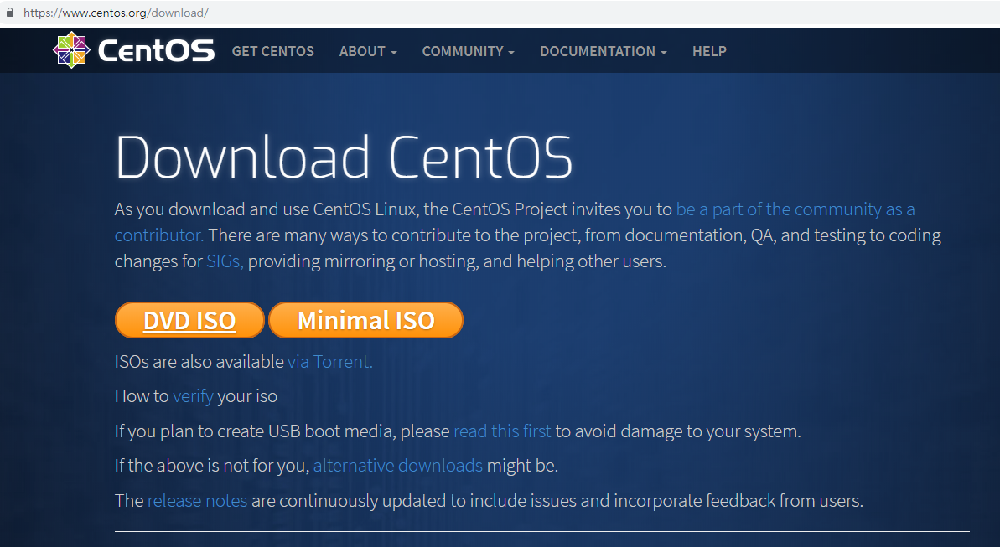 https://www.centos.org/download/
CentOS GET CENTOS ABOUT COMMUNITY DOCUMENTATION HELP
Download CentOS
As you download and use CentOS Linux, the CentOS Project invites you to be a part of the community as a
contributor. There are many ways to contribute to the project, from documentation, QA, and testing to coding
changes for SIGs, providing mirroring or hosting, and helping other users.
DVD ISO Minimal ISO
ISOs are also available via Torrent.
How to verify your iso
If you plan to create USB boot media, please read this first to avoid damage to your system.
If the above is not for you, alternative downloads might be.
The release notes are continuously updated to include issues and incorporate feedback from users.